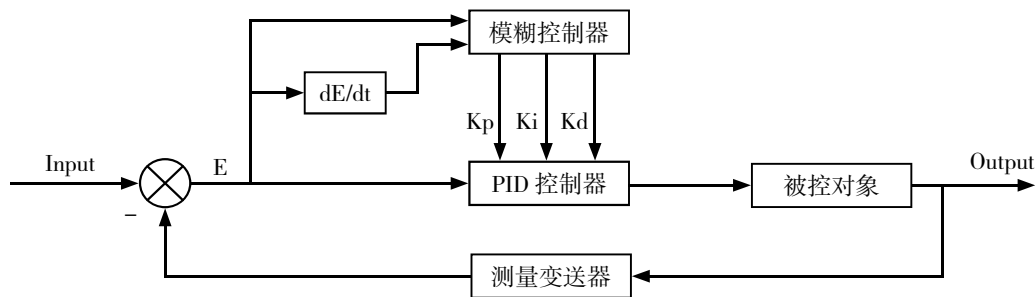 模糊控制器
dE/dt
Kp Ki Kd
Input E PID 控制器 被控对象 Output
−
测量变送器